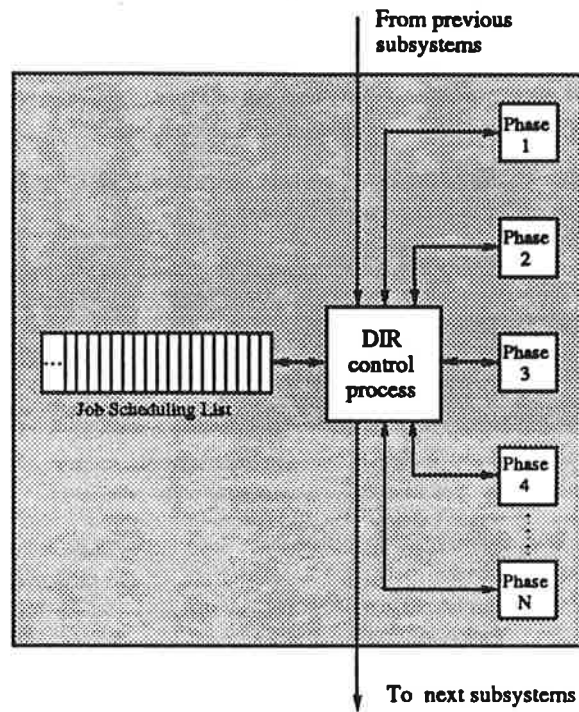 From previous
subsystems
Phase
1
Phase
2
DIR
control
process
Phase
3
...
Job Scheduling List
Phase
4
Phase
N
To next subsystems